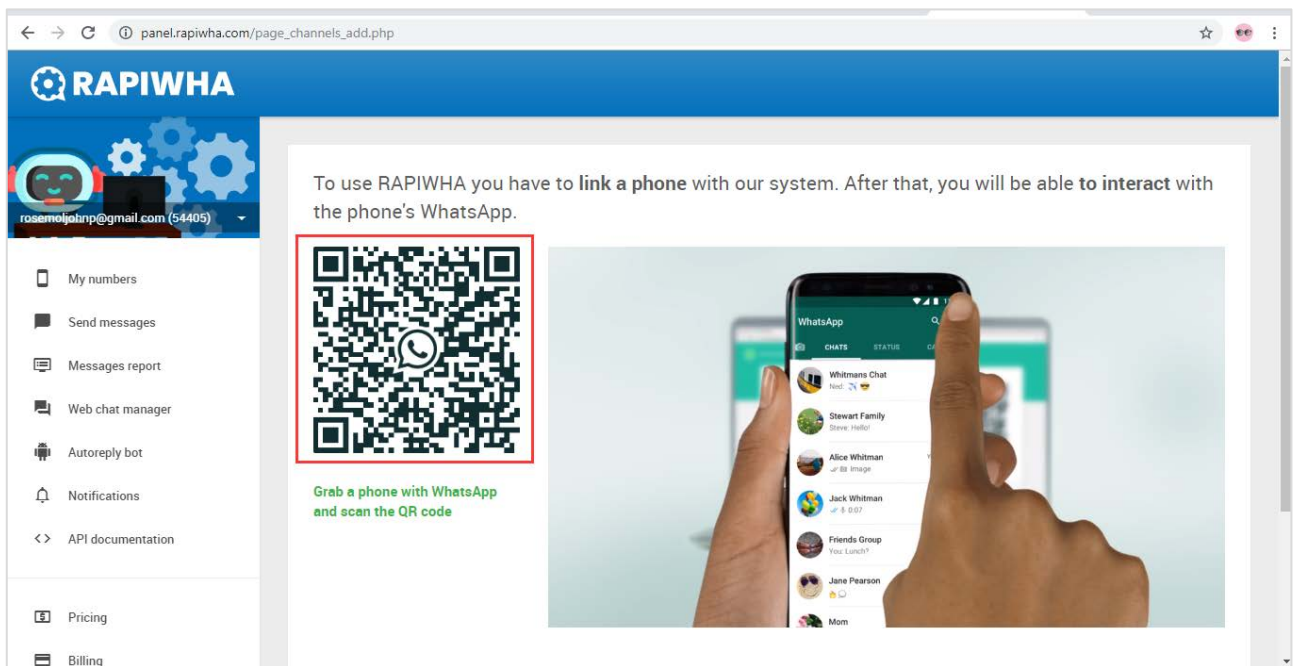 panel.rapiwha.com/page_channels_add.php
RAPIWHA
rosemoljohnp@gmail.com (54405)
My numbers
Send messages
Messages report
Web chat manager
Autoreply bot
Notifications
API documentation
Pricing
Billing
To use RAPIWHA you have to link a phone with our system. After that, you will be able to interact with
the phone's WhatsApp.
Grab a phone with WhatsApp
and scan the QR code
WhatsApp
CHATS STATUS
Whitmans Chat
Ned:
Stewart Family
Steve: Hello!
Alice Whitman
Image
Jack Whitman
0:07
Friends Group
You: Lunch?
Jane Pearson
Mom